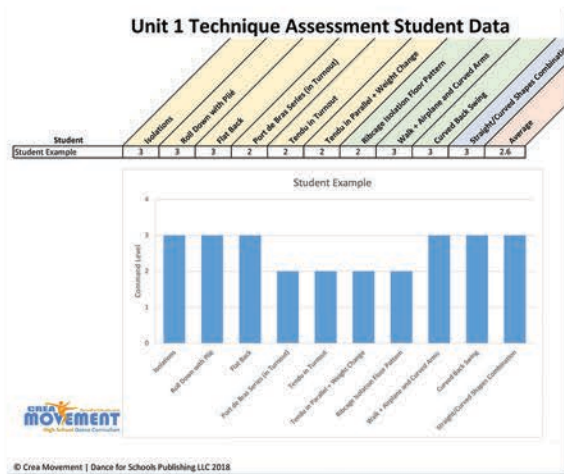 Unit 1 Technique Assessment Student Data
Student
Isolations
Roll Down with Plié
Flat Back
Port de Bras Series (in Turnout)
Tendu in Turnout
Tendu in Parallel + Weight Change
Ribcage Isolation Floor Pattern
Walk + Airplane and Curved Arms
Curved Back Swing
Straight/Curved Shapes Combination
Average
Student Example 3 3 3 2 2 2 2 3 3 3 2.6
Student Example
Command Level
4
3
2
1
0
Isolations
Roll Down with Plié
Flat Back
Port de Bras Series (in Turnout)
Tendu in Turnout
Tendu in Parallel + Weight Change
Ribcage Isolation Floor Pattern
Walk + Airplane and Curved Arms
Curved Back Swing
Straight/Curved Shapes Combination
CREA
MOVEMENT
High School Dance Curriculum
© Crea Movement | Dance for Schools Publishing LLC 2018